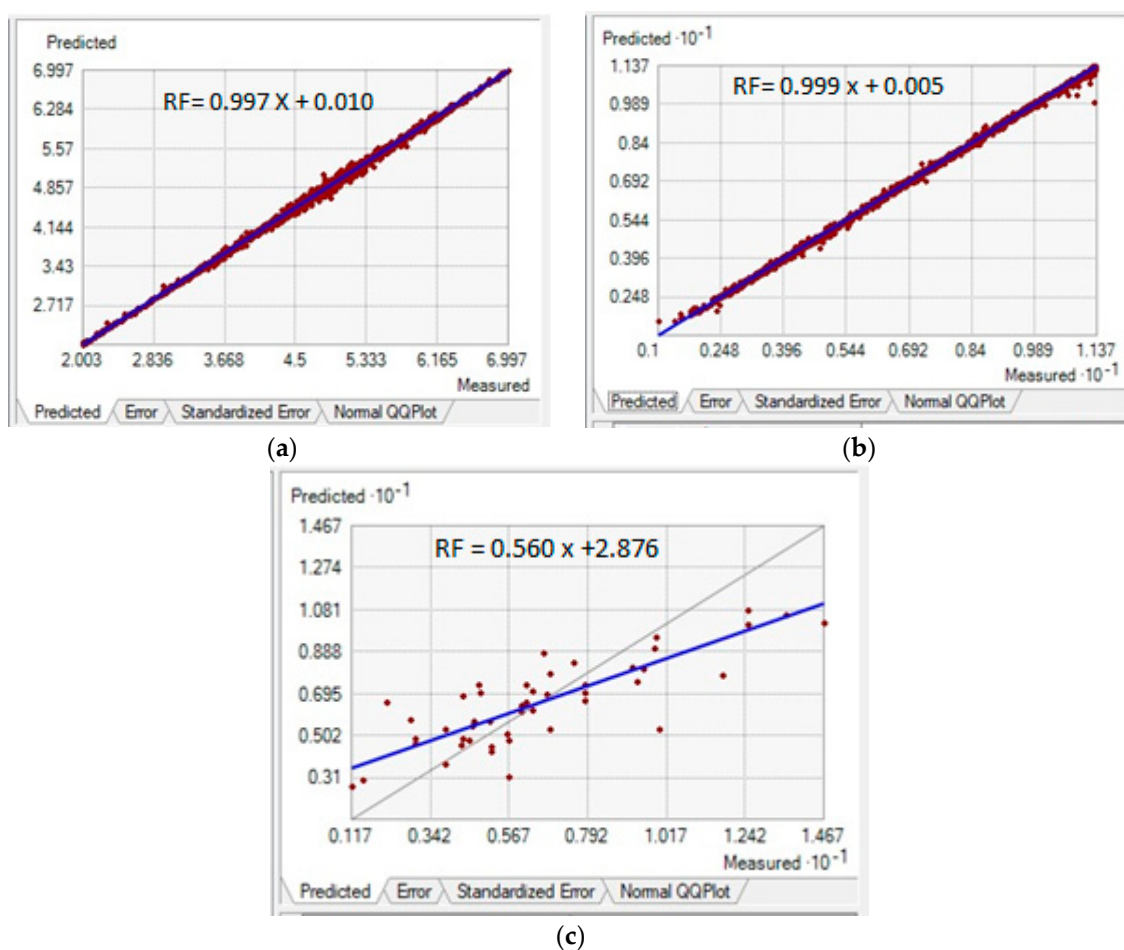 Predicted
6.997
6.284
5.57
4.857
4.144
3.43
2.717
RF= 0.997 X + 0.010
2.003 2.836 3.668 4.5 5.333 6.165 6.997
Measured
Predicted Error Standardized Error Normal QQPlot
(a)
Predicted ·10⁻¹
1.137
0.989
0.84
0.692
0.544
0.396
0.248
RF= 0.999 x + 0.005
0.1 0.248 0.396 0.544 0.692 0.84 0.989 1.137
Measured ·10⁻¹
Predicted Error Standardized Error Normal QQPlot
(b)
Predicted ·10⁻¹
1.467
1.274
1.081
0.888
0.695
0.502
0.31
RF = 0.560 x +2.876
0.117 0.342 0.567 0.792 1.017 1.242 1.467
Measured ·10⁻¹
Predicted Error Standardized Error Normal QQPlot
(c)